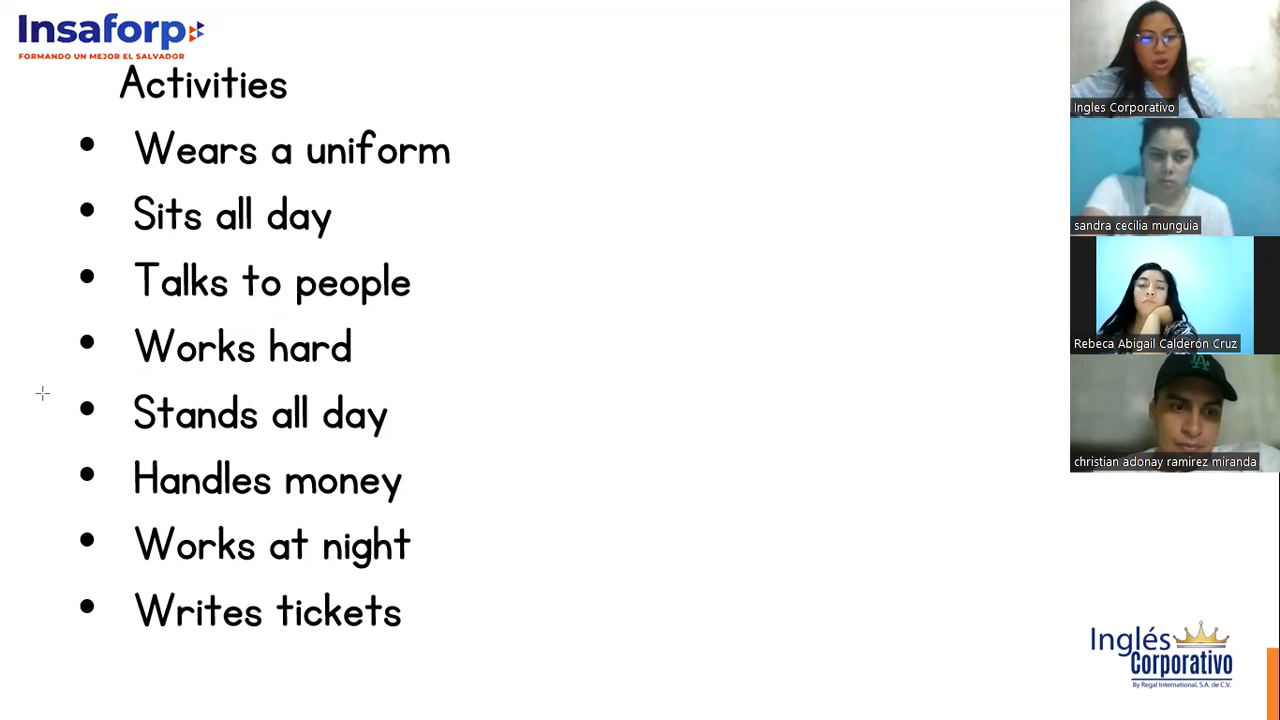 Insaforp
FORMANDO UN MEJOR EL SALVADOR
Activities
• Wears a uniform
• Sits all day
• Talks to people
• Works hard
• Stands all day
• Handles money
• Works at night
• Writes tickets
Ingles Corporativo
sandra cecilia munguia
Rebeca Abigail Calderón Cruz
LA
christian adonay ramirez miranda
Inglés
Corporativo
By Regal International, S.A. de C.V.